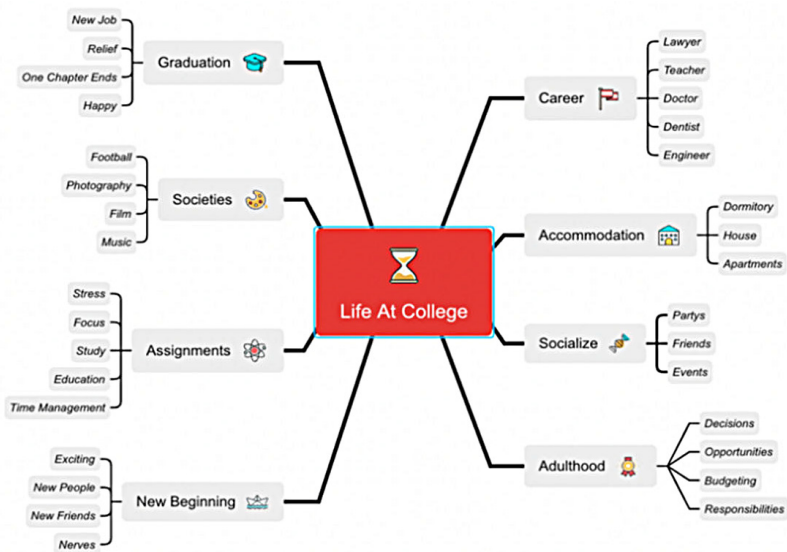 Life At College
Graduation
New Job
Relief
One Chapter Ends
Happy
Societies
Football
Photography
Film
Music
Assignments
Stress
Focus
Study
Education
Time Management
New Beginning
Exciting
New People
New Friends
Nerves
Career
Lawyer
Teacher
Doctor
Dentist
Engineer
Accommodation
Dormitory
House
Apartments
Socialize
Partys
Friends
Events
Adulthood
Decisions
Opportunities
Budgeting
Responsibilities